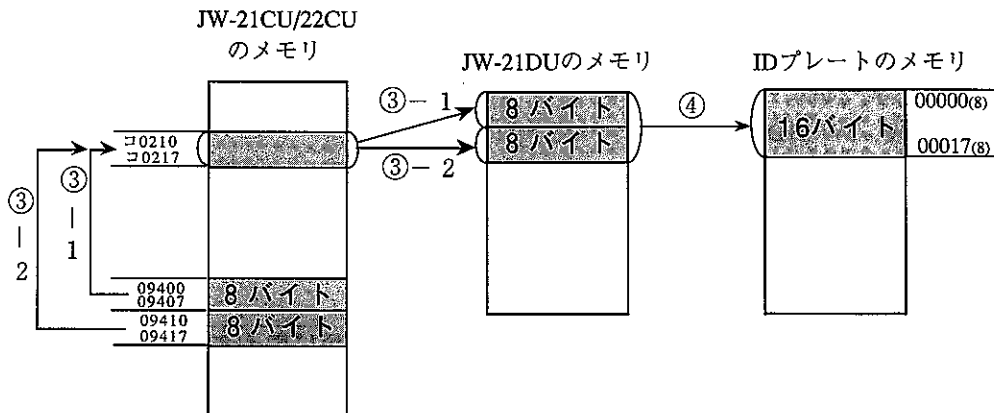 JW-21CU/22CU
のメモリ
JW-21DUのメモリ
IDプレートのメモリ
③-1
8バイト
8バイト
③-2
④
16バイト
00000(8)
00017(8)
コ0210
コ0217
③-1
③-2
09400
09407
8バイト
09410
09417
8バイト